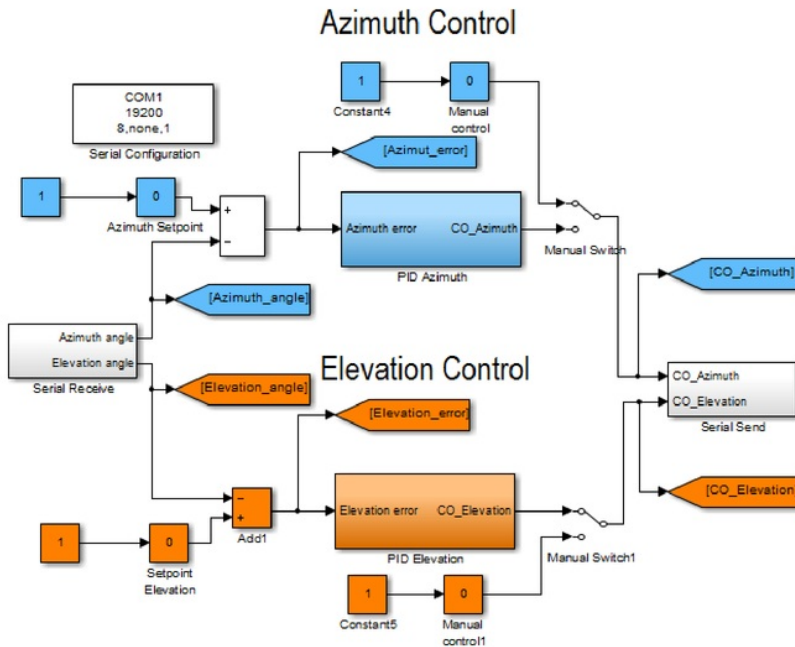 Azimuth Control
1
0
Constant4
Manual
control
COM1
19200
8,none,1
Serial Configuration
[Azimut_error]
1
0
Azimuth Setpoint
+
−
Azimuth error
CO_Azimuth
PID Azimuth
Manual Switch
[Azimuth_angle]
[CO_Azimuth]
Azimuth angle
Elevation angle
Serial Receive
Elevation Control
[Elevation_angle]
[Elevation_error]
CO_Azimuth
CO_Elevation
Serial Send
−
+
Add1
Elevation error
CO_Elevation
PID Elevation
Manual Switch1
[CO_Elevation
1
0
Setpoint
Elevation
1
0
Constant5
Manual
control1